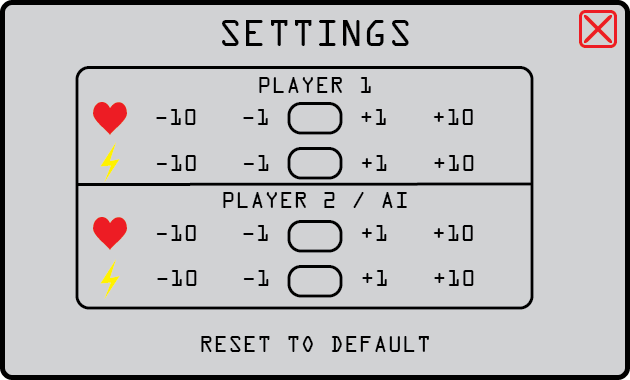 SETTINGS
PLAYER 1
-10 -1 +1 +10
-10 -1 +1 +10
PLAYER 2 / AI
-10 -1 +1 +10
-10 -1 +1 +10
RESET TO DEFAULT